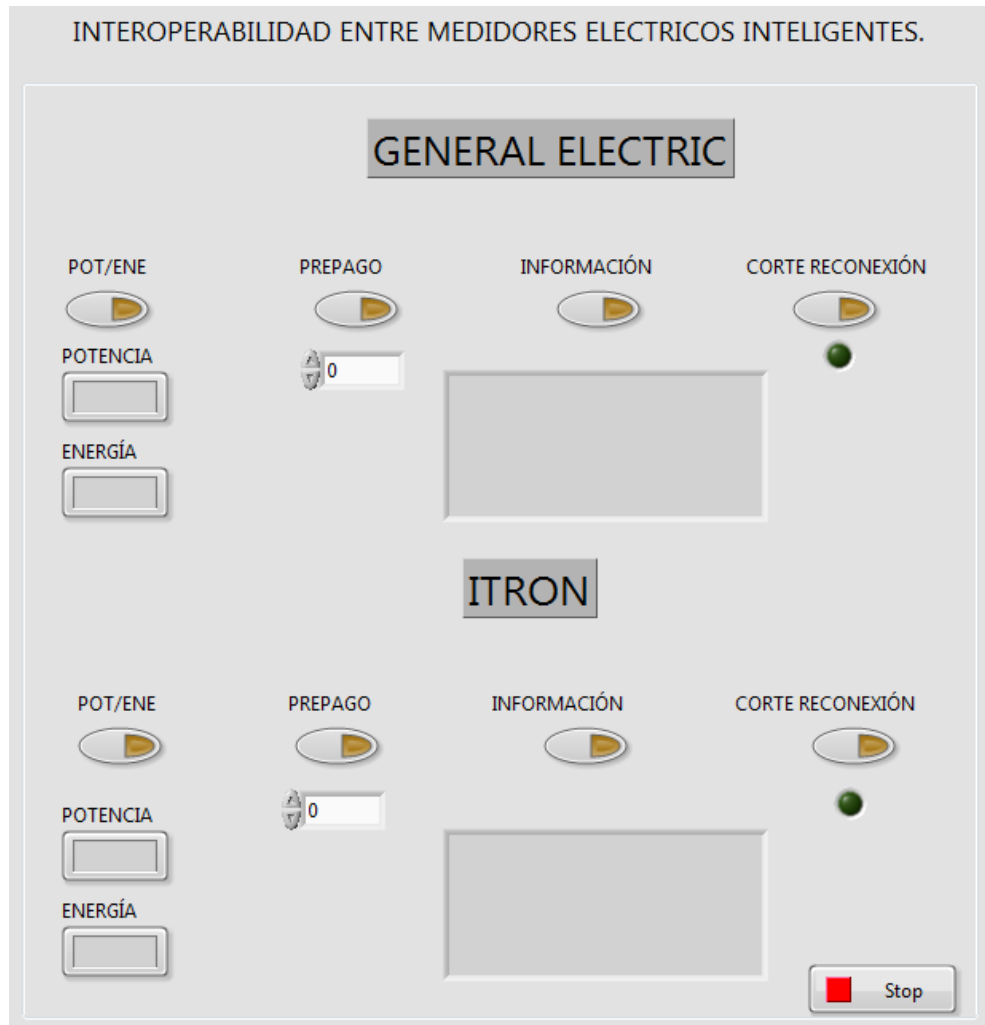 INTEROPERABILIDAD ENTRE MEDIDORES ELECTRICOS INTELIGENTES.
GENERAL ELECTRIC
POT/ENE PREPAGO INFORMACIÓN CORTE RECONEXIÓN
POTENCIA
0
ENERGÍA
ITRON
POT/ENE PREPAGO INFORMACIÓN CORTE RECONEXIÓN
POTENCIA
0
ENERGÍA
Stop